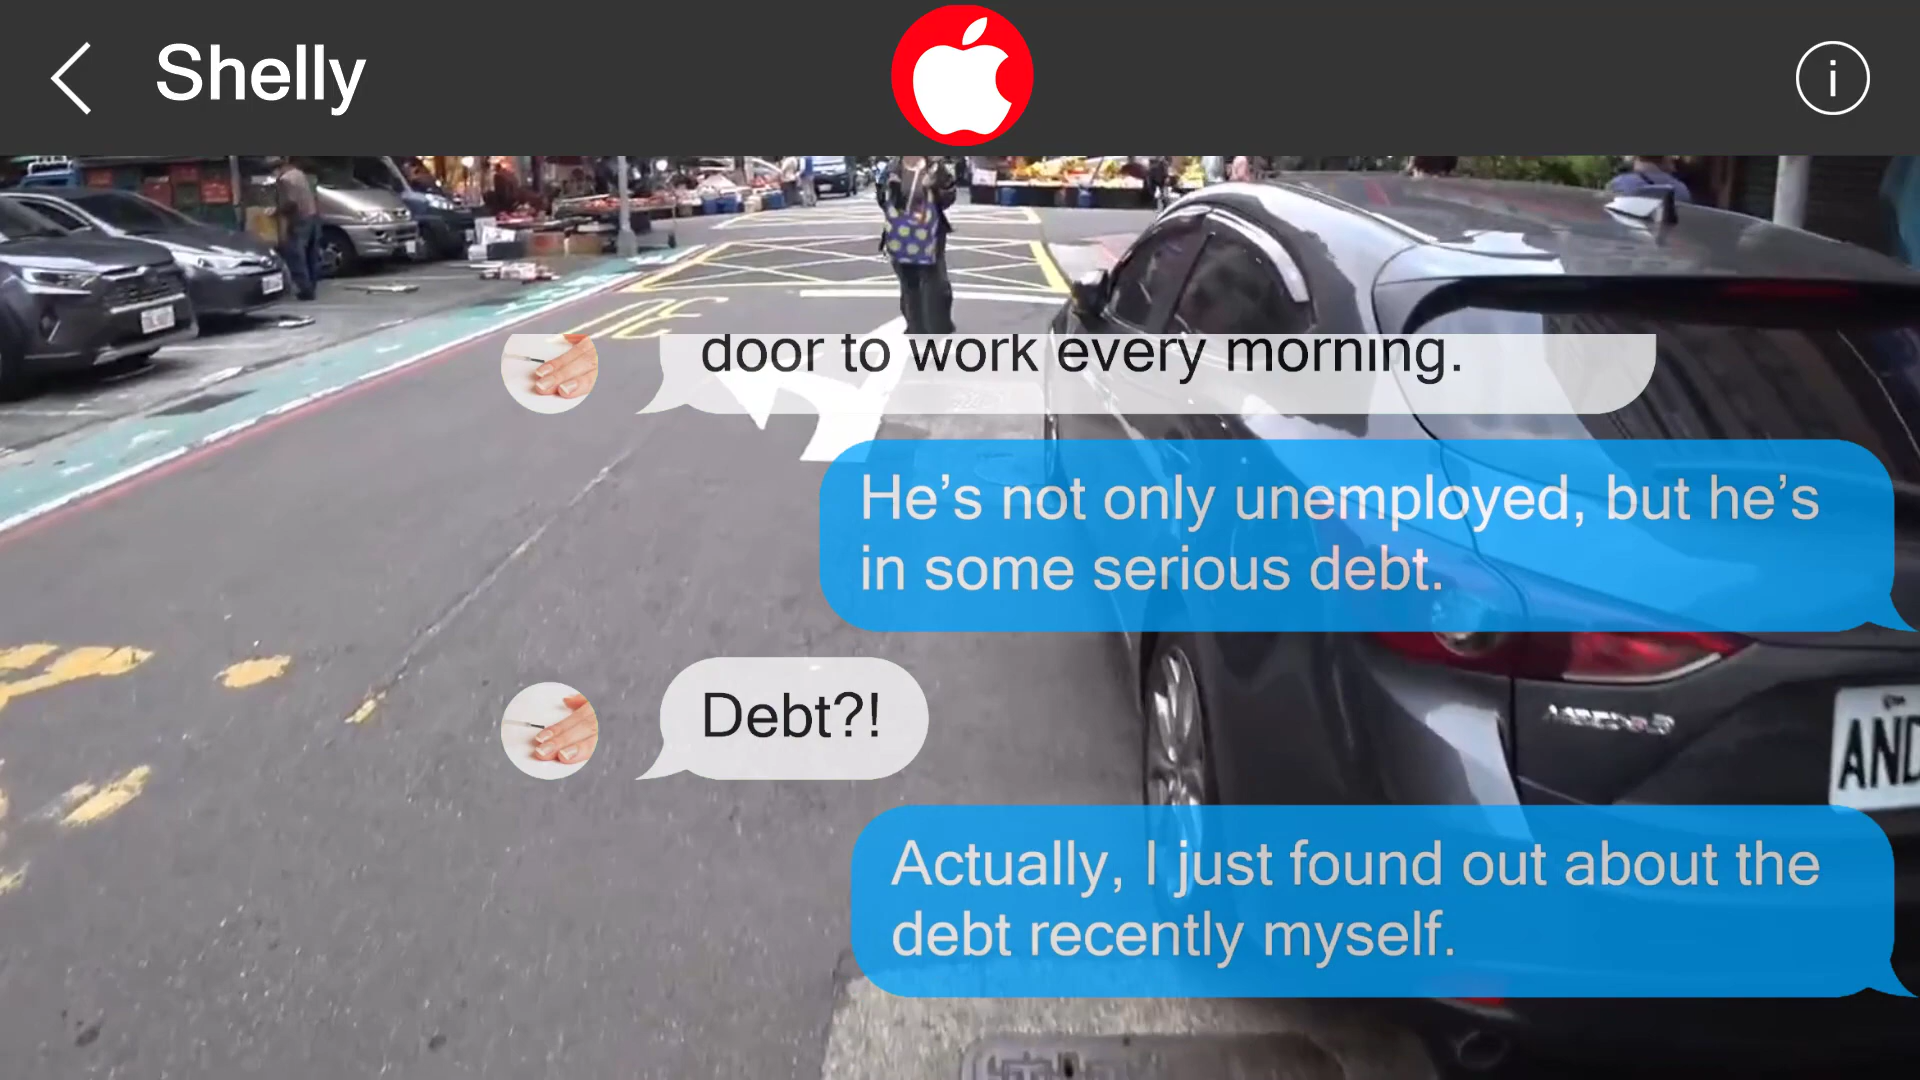 Shelly
door to work every morning.
He’s not only unemployed, but he’s
in some serious debt.
Debt?!
Actually, I just found out about the
debt recently myself.
AND